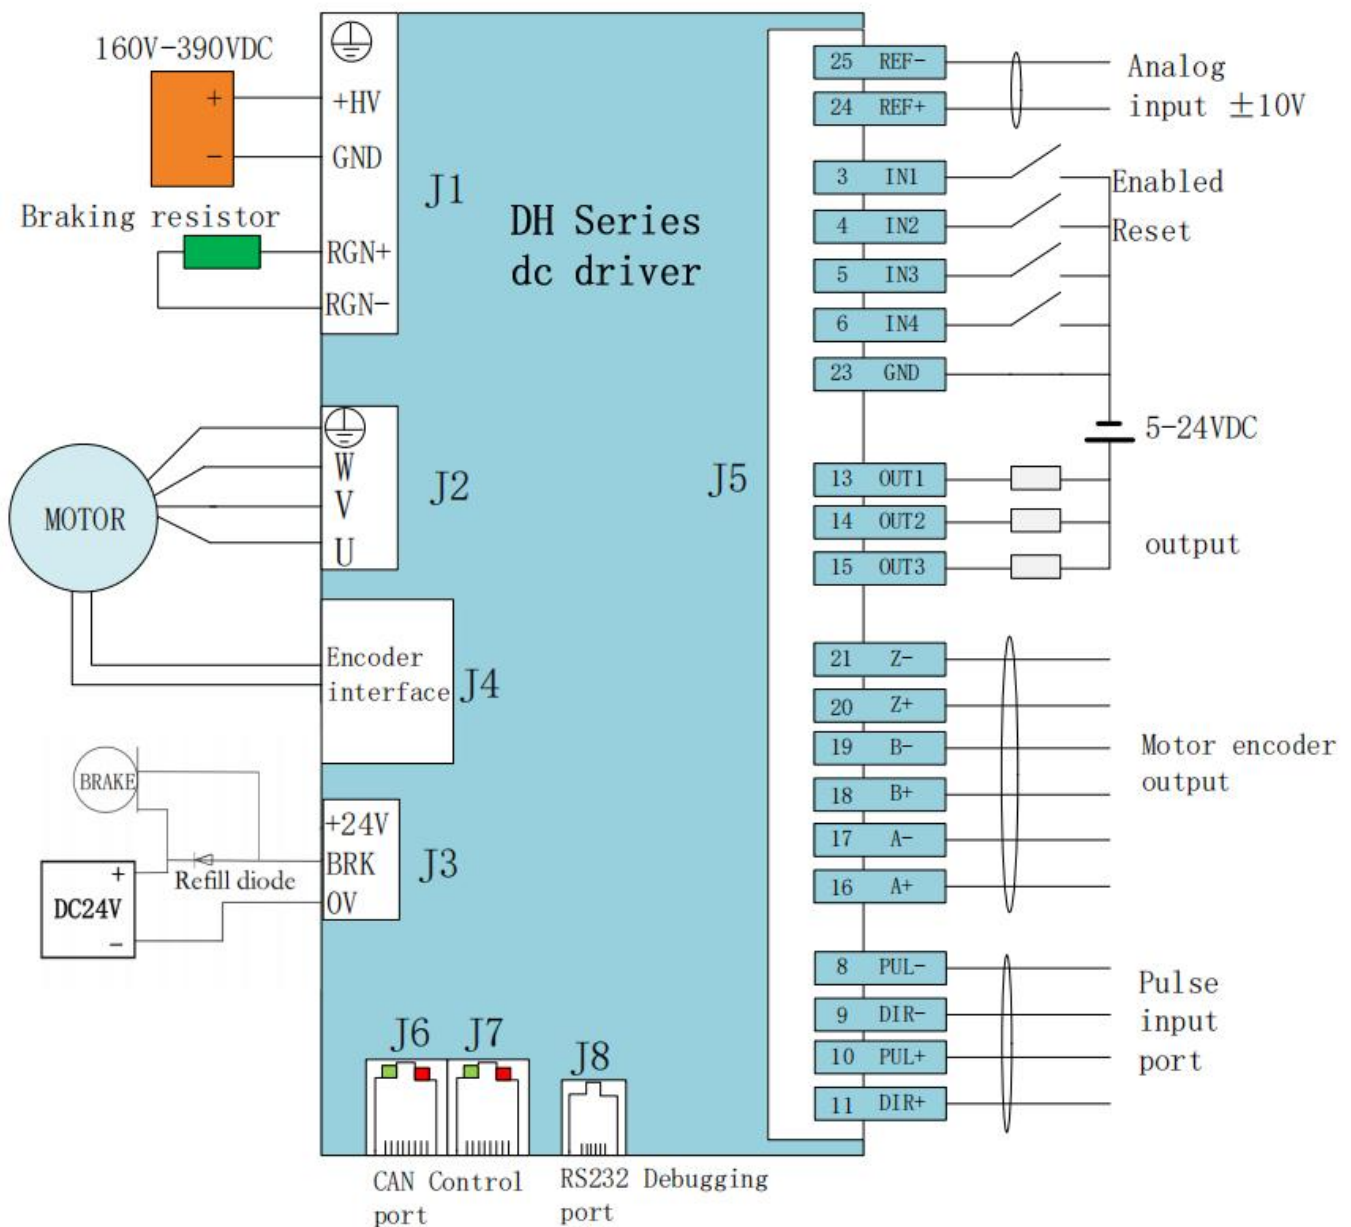 160V-390VDC
+
-
Braking resistor
+HV
GND
RGN+
RGN-
J1
DH Series
dc driver
MOTOR
W
V
U
J2
Encoder
interface
J4
BRAKE
+24V
BRK
0V
J3
Refill diode
DC24V
+
-
J5
25 REF-
24 REF+
Analog
input ±10V
3 IN1
Enabled
4 IN2
Reset
5 IN3
6 IN4
23 GND
5-24VDC
13 OUT1
14 OUT2
15 OUT3
output
21 Z-
20 Z+
19 B-
18 B+
17 A-
16 A+
Motor encoder
output
8 PUL-
9 DIR-
10 PUL+
11 DIR+
Pulse
input
port
J6
J7
J8
CAN Control
port
RS232 Debugging
port